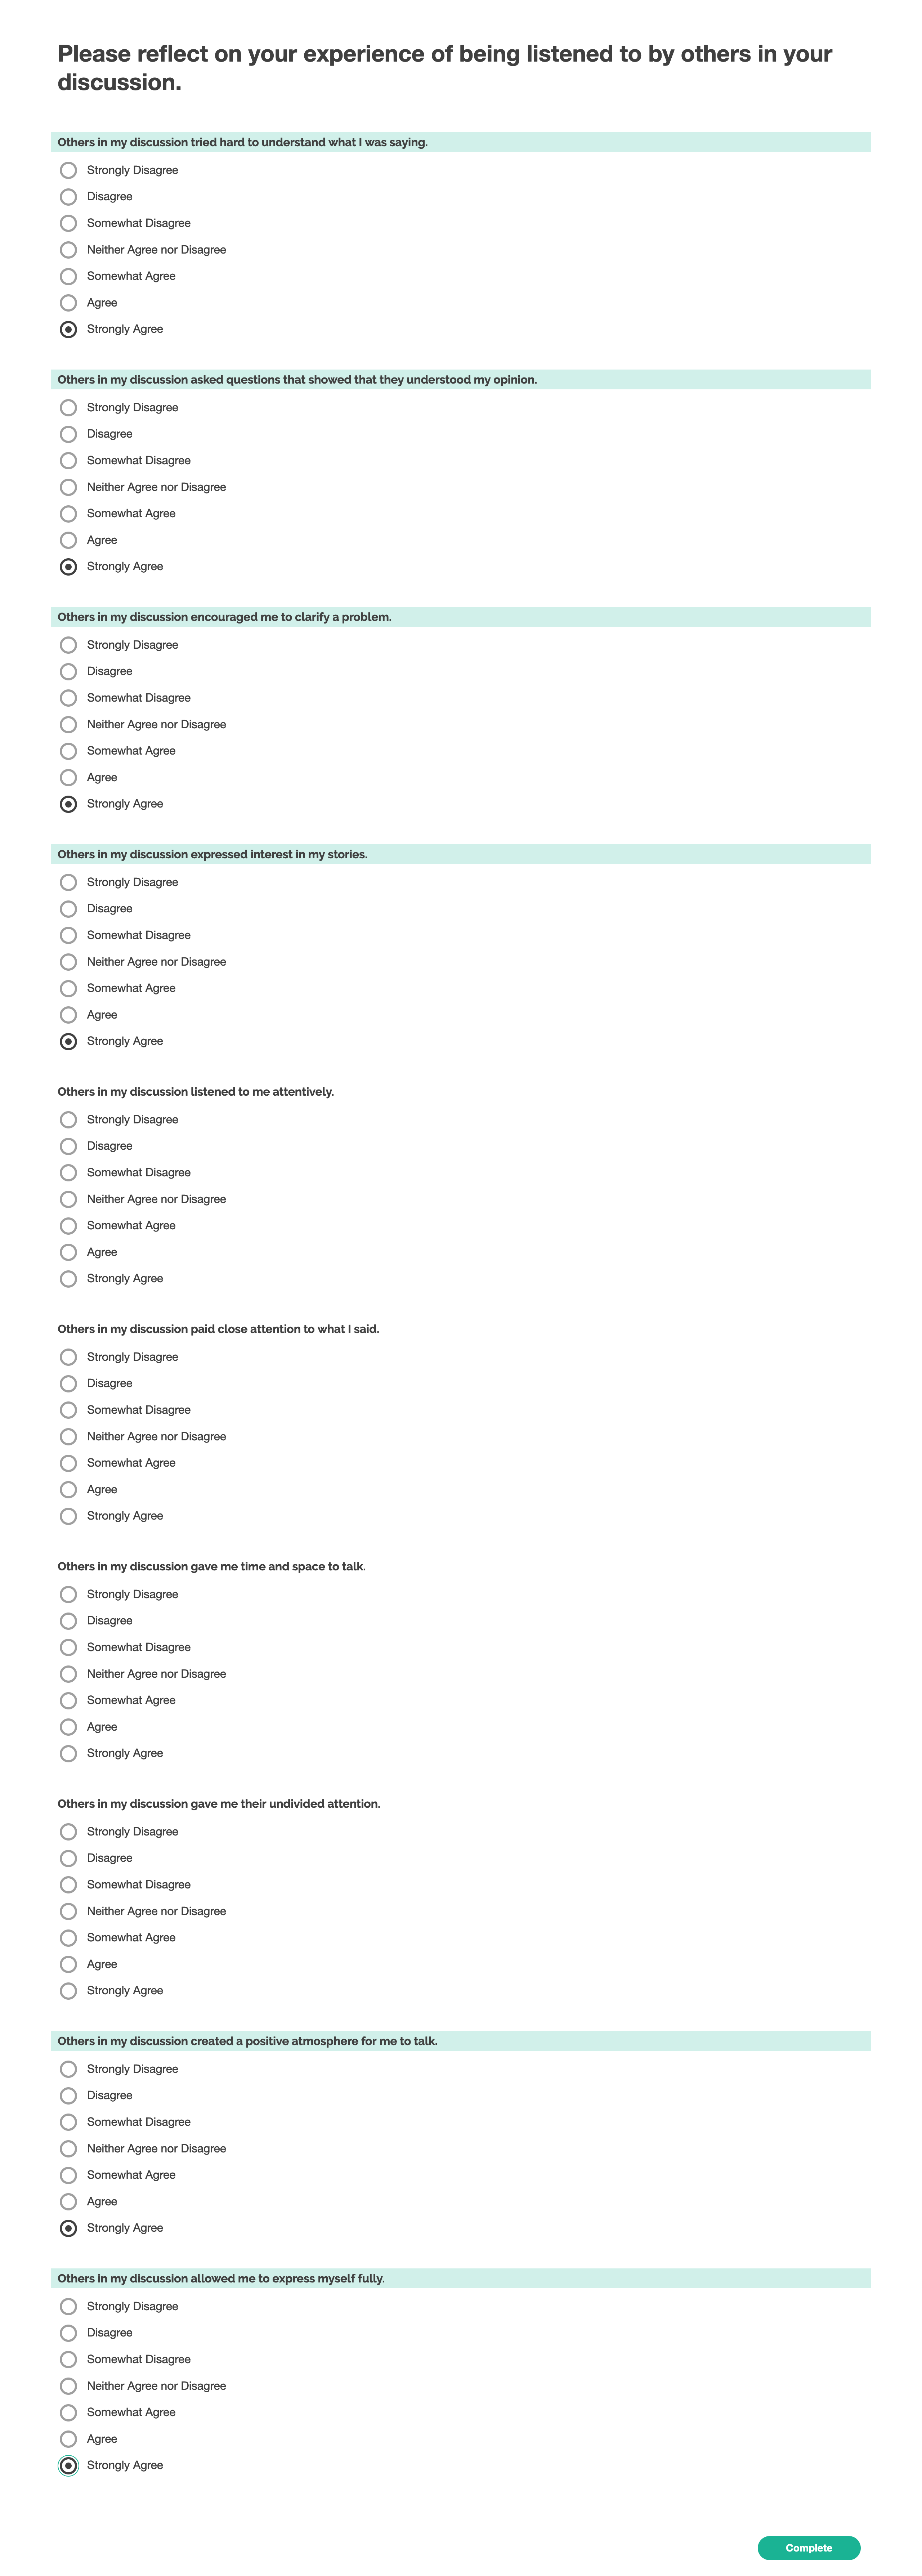 Please reflect on your experience of being listened to by others in your
discussion.
Others in my discussion tried hard to understand what I was saying.
Strongly Disagree
Disagree
Somewhat Disagree
Neither Agree nor Disagree
Somewhat Agree
Agree
Strongly Agree
Others in my discussion asked questions that showed that they understood my opinion.
Strongly Disagree
Disagree
Somewhat Disagree
Neither Agree nor Disagree
Somewhat Agree
Agree
Strongly Agree
Others in my discussion encouraged me to clarify a problem.
Strongly Disagree
Disagree
Somewhat Disagree
Neither Agree nor Disagree
Somewhat Agree
Agree
Strongly Agree
Others in my discussion expressed interest in my stories.
Strongly Disagree
Disagree
Somewhat Disagree
Neither Agree nor Disagree
Somewhat Agree
Agree
Strongly Agree
Others in my discussion listened to me attentively.
Strongly Disagree
Disagree
Somewhat Disagree
Neither Agree nor Disagree
Somewhat Agree
Agree
Strongly Agree
Others in my discussion paid close attention to what I said.
Strongly Disagree
Disagree
Somewhat Disagree
Neither Agree nor Disagree
Somewhat Agree
Agree
Strongly Agree
Others in my discussion gave me time and space to talk.
Strongly Disagree
Disagree
Somewhat Disagree
Neither Agree nor Disagree
Somewhat Agree
Agree
Strongly Agree
Others in my discussion gave me their undivided attention.
Strongly Disagree
Disagree
Somewhat Disagree
Neither Agree nor Disagree
Somewhat Agree
Agree
Strongly Agree
Others in my discussion created a positive atmosphere for me to talk.
Strongly Disagree
Disagree
Somewhat Disagree
Neither Agree nor Disagree
Somewhat Agree
Agree
Strongly Agree
Others in my discussion allowed me to express myself fully.
Strongly Disagree
Disagree
Somewhat Disagree
Neither Agree nor Disagree
Somewhat Agree
Agree
Strongly Agree
Complete